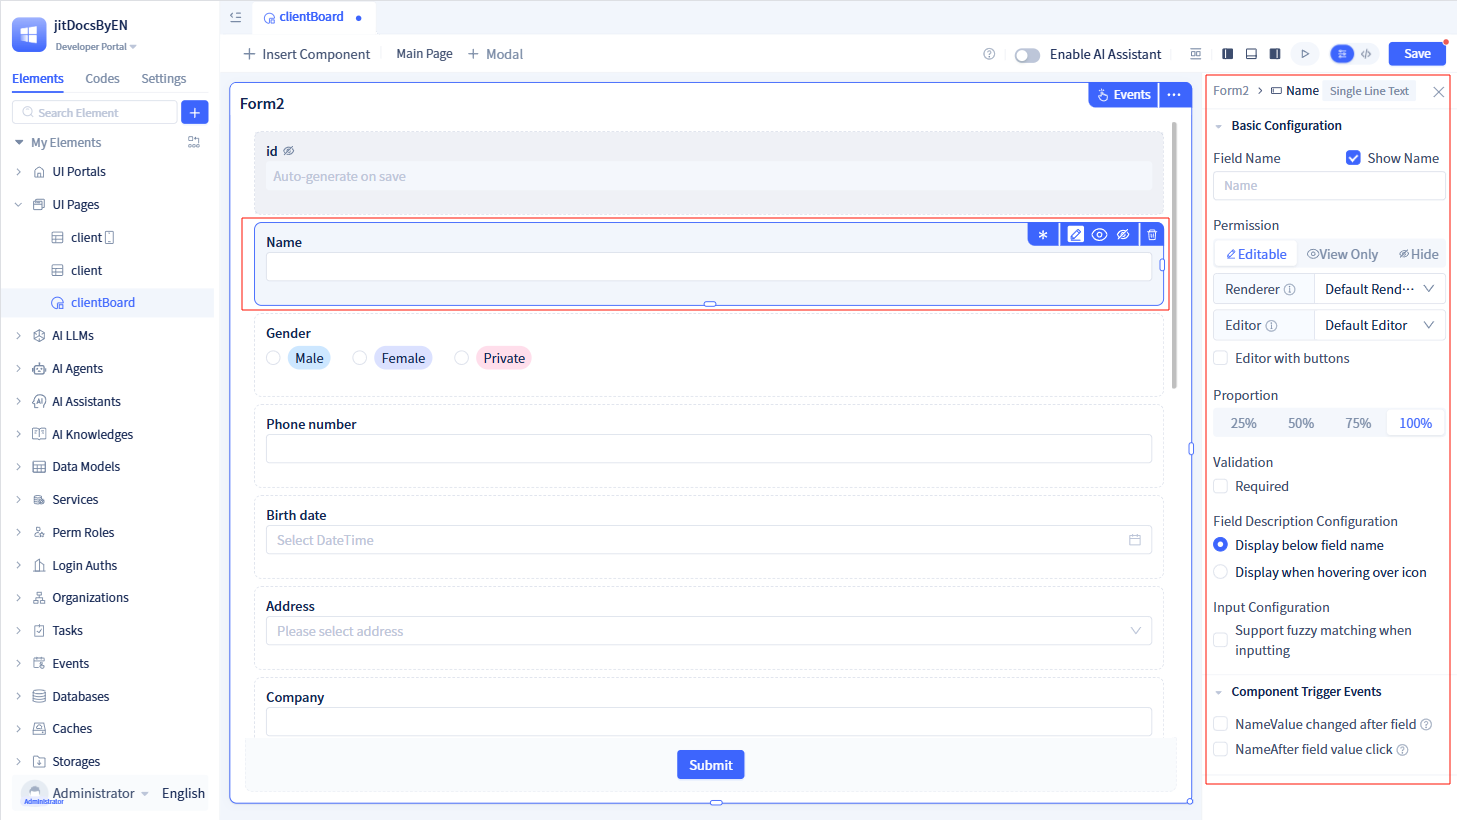 jitDocsByEN
Developer Portal
Elements Codes Settings
Search Element
My Elements
UI Portals
UI Pages
client
client
clientBoard
AI LLMs
AI Agents
AI Assistants
AI Knowledges
Data Models
Services
Perm Roles
Login Auths
Organizations
Tasks
Events
Databases
Caches
Storages
Administrator
Administrator English
clientBoard
Insert Component Main Page Modal
Enable AI Assistant
Save
Form2
Events
id
Auto-generate on save
Name
Gender
Male Female Private
Phone number
Birth date
Select DateTime
Address
Please select address
Company
Submit
Form2 > Name Single Line Text
Basic Configuration
Field Name Show Name
Name
Permission
Editable View Only Hide
Renderer Default Rend···
Editor Default Editor
Editor with buttons
Proportion
25% 50% 75% 100%
Validation
Required
Field Description Configuration
Display below field name
Display when hovering over icon
Input Configuration
Support fuzzy matching when
inputting
Component Trigger Events
NameValue changed after field
NameAfter field value click